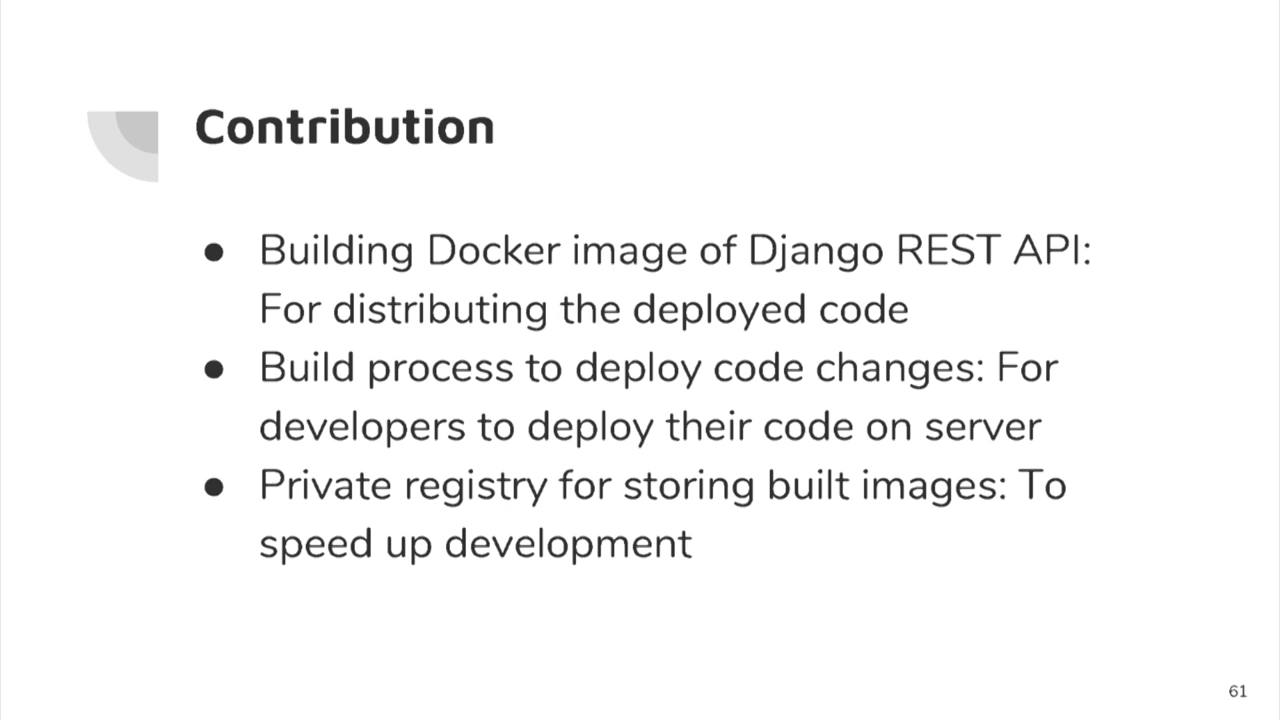 Contribution
● Building Docker image of Django REST API:
For distributing the deployed code
● Build process to deploy code changes: For
developers to deploy their code on server
● Private registry for storing built images: To
speed up development
61